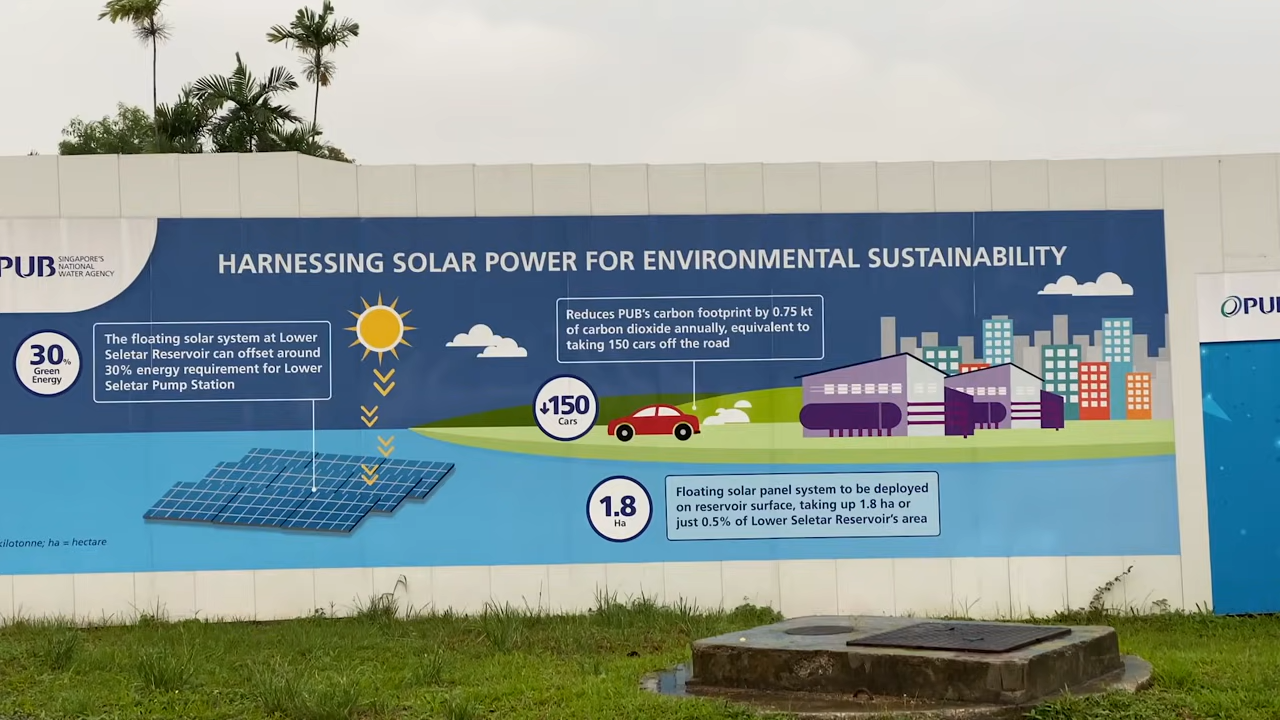 PUB
SINGAPORE'S
NATIONAL
WATER AGENCY
HARNESSING SOLAR POWER FOR ENVIRONMENTAL SUSTAINABILITY
30%
Green
Energy
The floating solar system at Lower
Seletar Reservoir can offset around
30% energy requirement for Lower
Seletar Pump Station
Reduces PUB's carbon footprint by 0.75 kt
of carbon dioxide annually, equivalent to
taking 150 cars off the road
↓150
Cars
1.8
Ha
Floating solar panel system to be deployed
on reservoir surface, taking up 1.8 ha or
just 0.5% of Lower Seletar Reservoir's area
kilotonne; ha = hectare
PUB